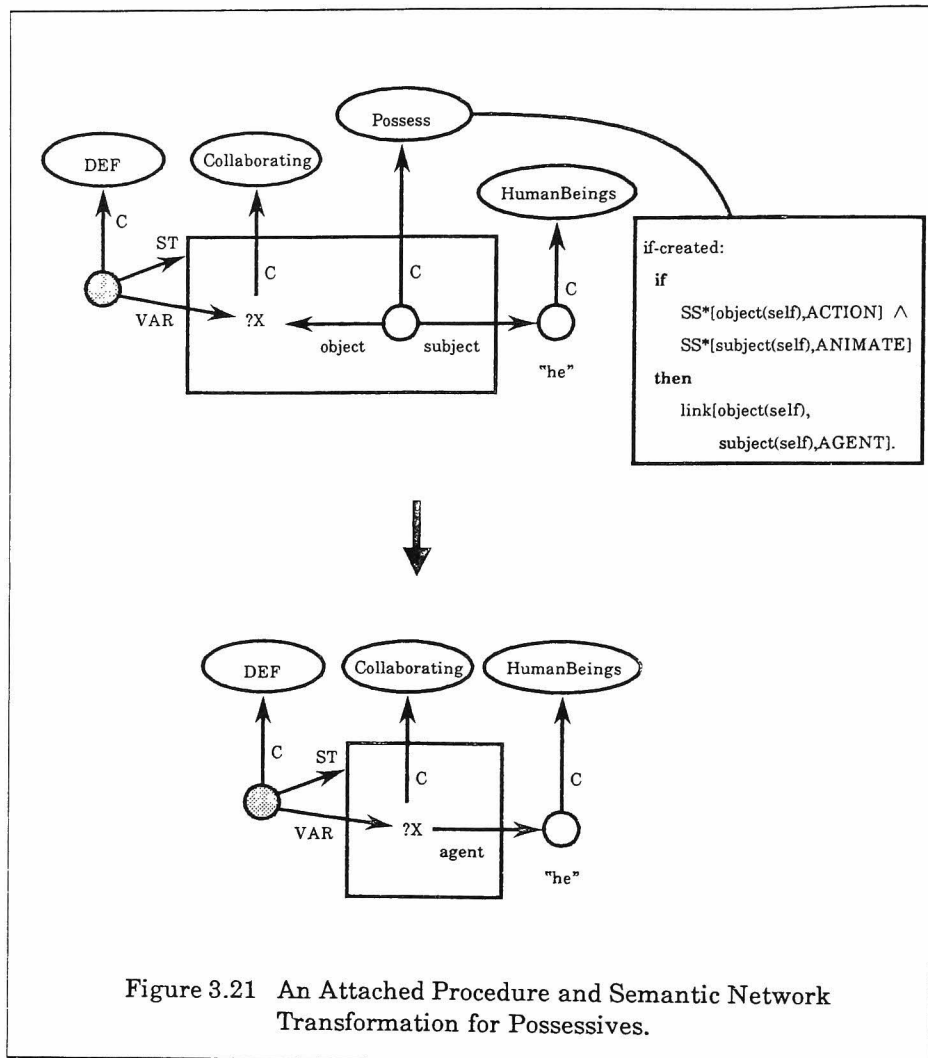 Possess
DEF
Collaborating
HumanBeings
C
ST
C
C
C
VAR
?X
object
subject
"he"
if-created:
if
SS*[object(self),ACTION] ∧
SS*[subject(self),ANIMATE]
then
link[object(self),
subject(self),AGENT].
DEF
Collaborating
HumanBeings
C
ST
C
C
VAR
?X
agent
"he"
Figure 3.21 An Attached Procedure and Semantic Network
Transformation for Possessives.